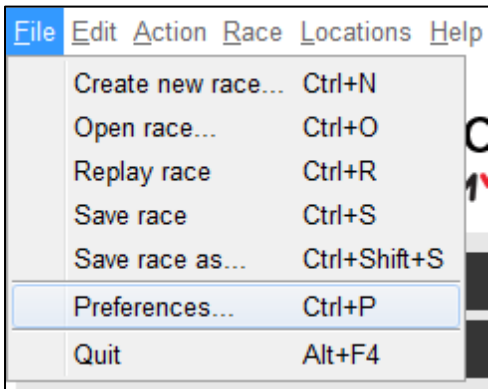 File Edit Action Race Locations Help
Create new race... Ctrl+N
Open race... Ctrl+O
Replay race Ctrl+R
Save race Ctrl+S
Save race as... Ctrl+Shift+S
Preferences... Ctrl+P
Quit Alt+F4